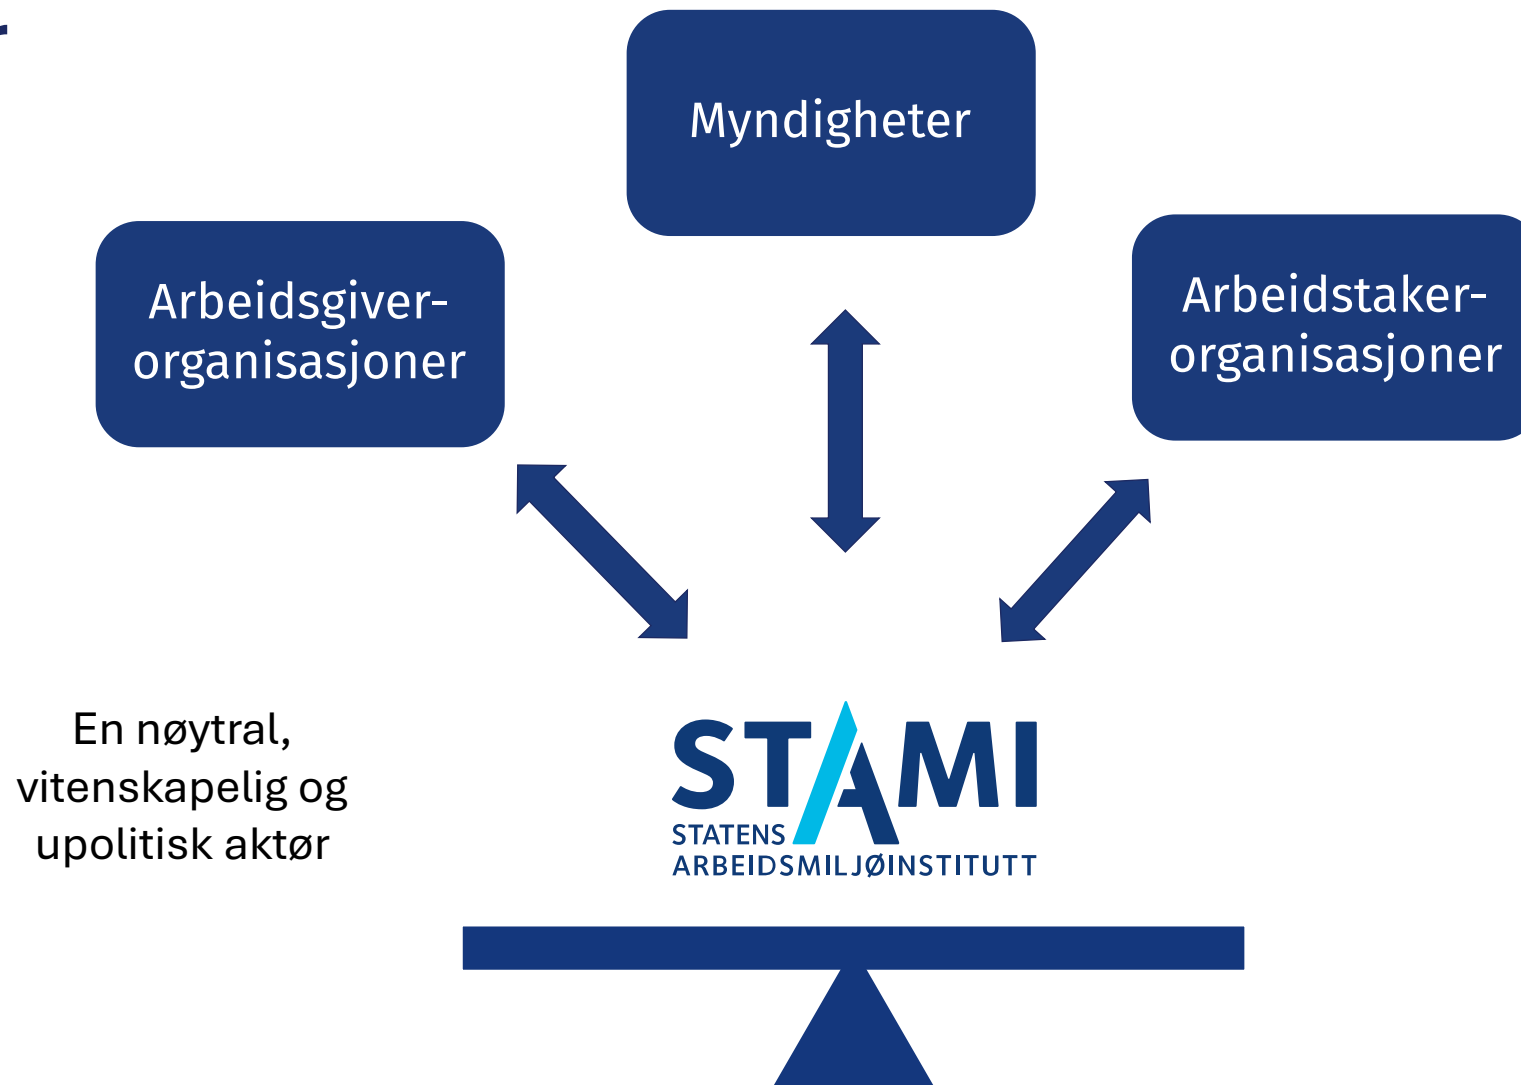 Myndigheter
Arbeidsgiver-
organisasjoner
Arbeidstaker-
organisasjoner
En nøytral,
vitenskapelig og
upolitisk aktør
STAMI
STATENS
ARBEIDSMILJØINSTITUTT